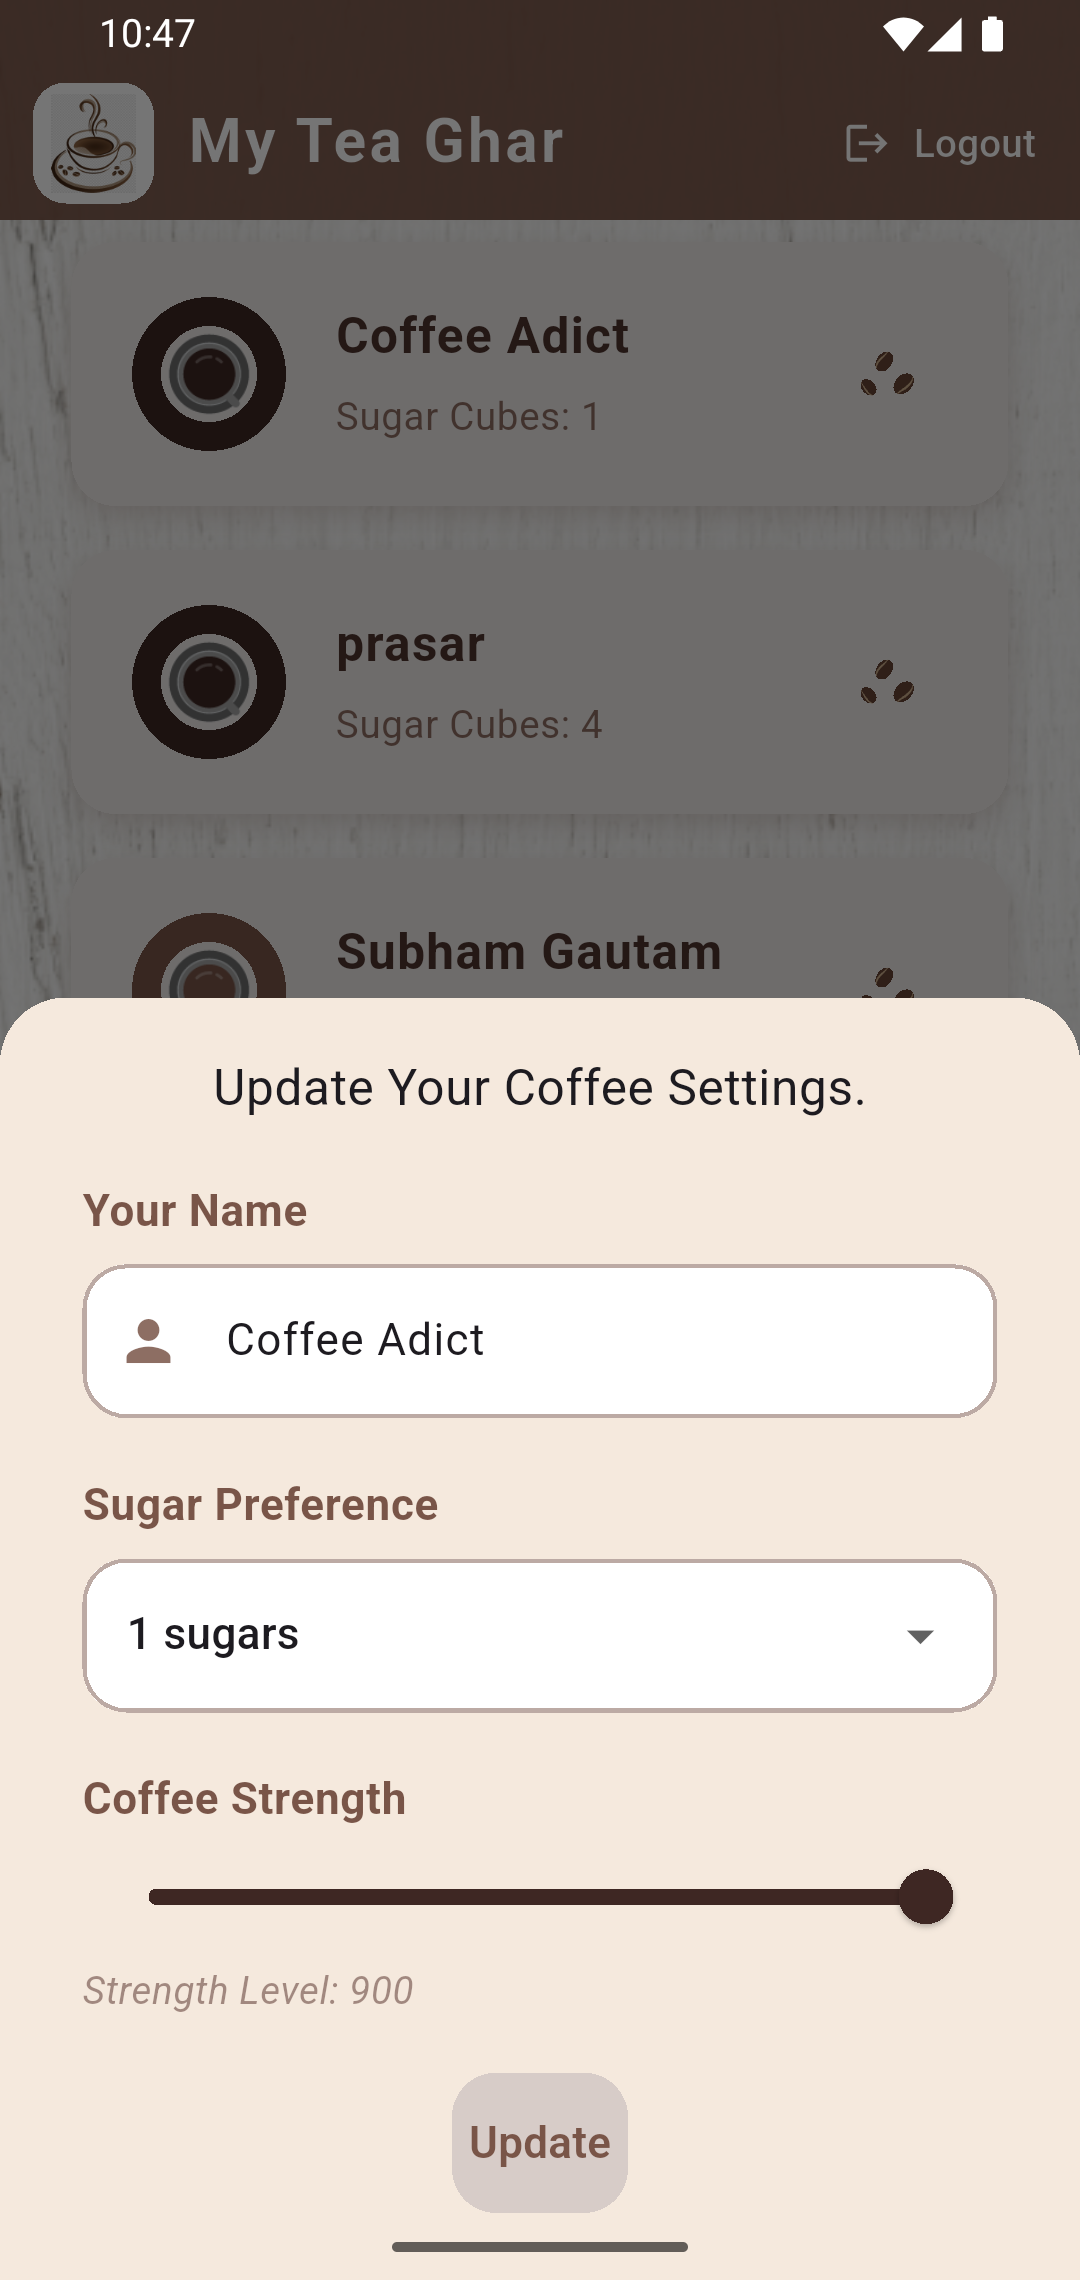 10:47
My Tea Ghar
Logout
Coffee Adict
Sugar Cubes: 1
prasar
Sugar Cubes: 4
Subham Gautam
Update Your Coffee Settings.
Your Name
Coffee Adict
Sugar Preference
1 sugars
Coffee Strength
Strength Level: 900
Update